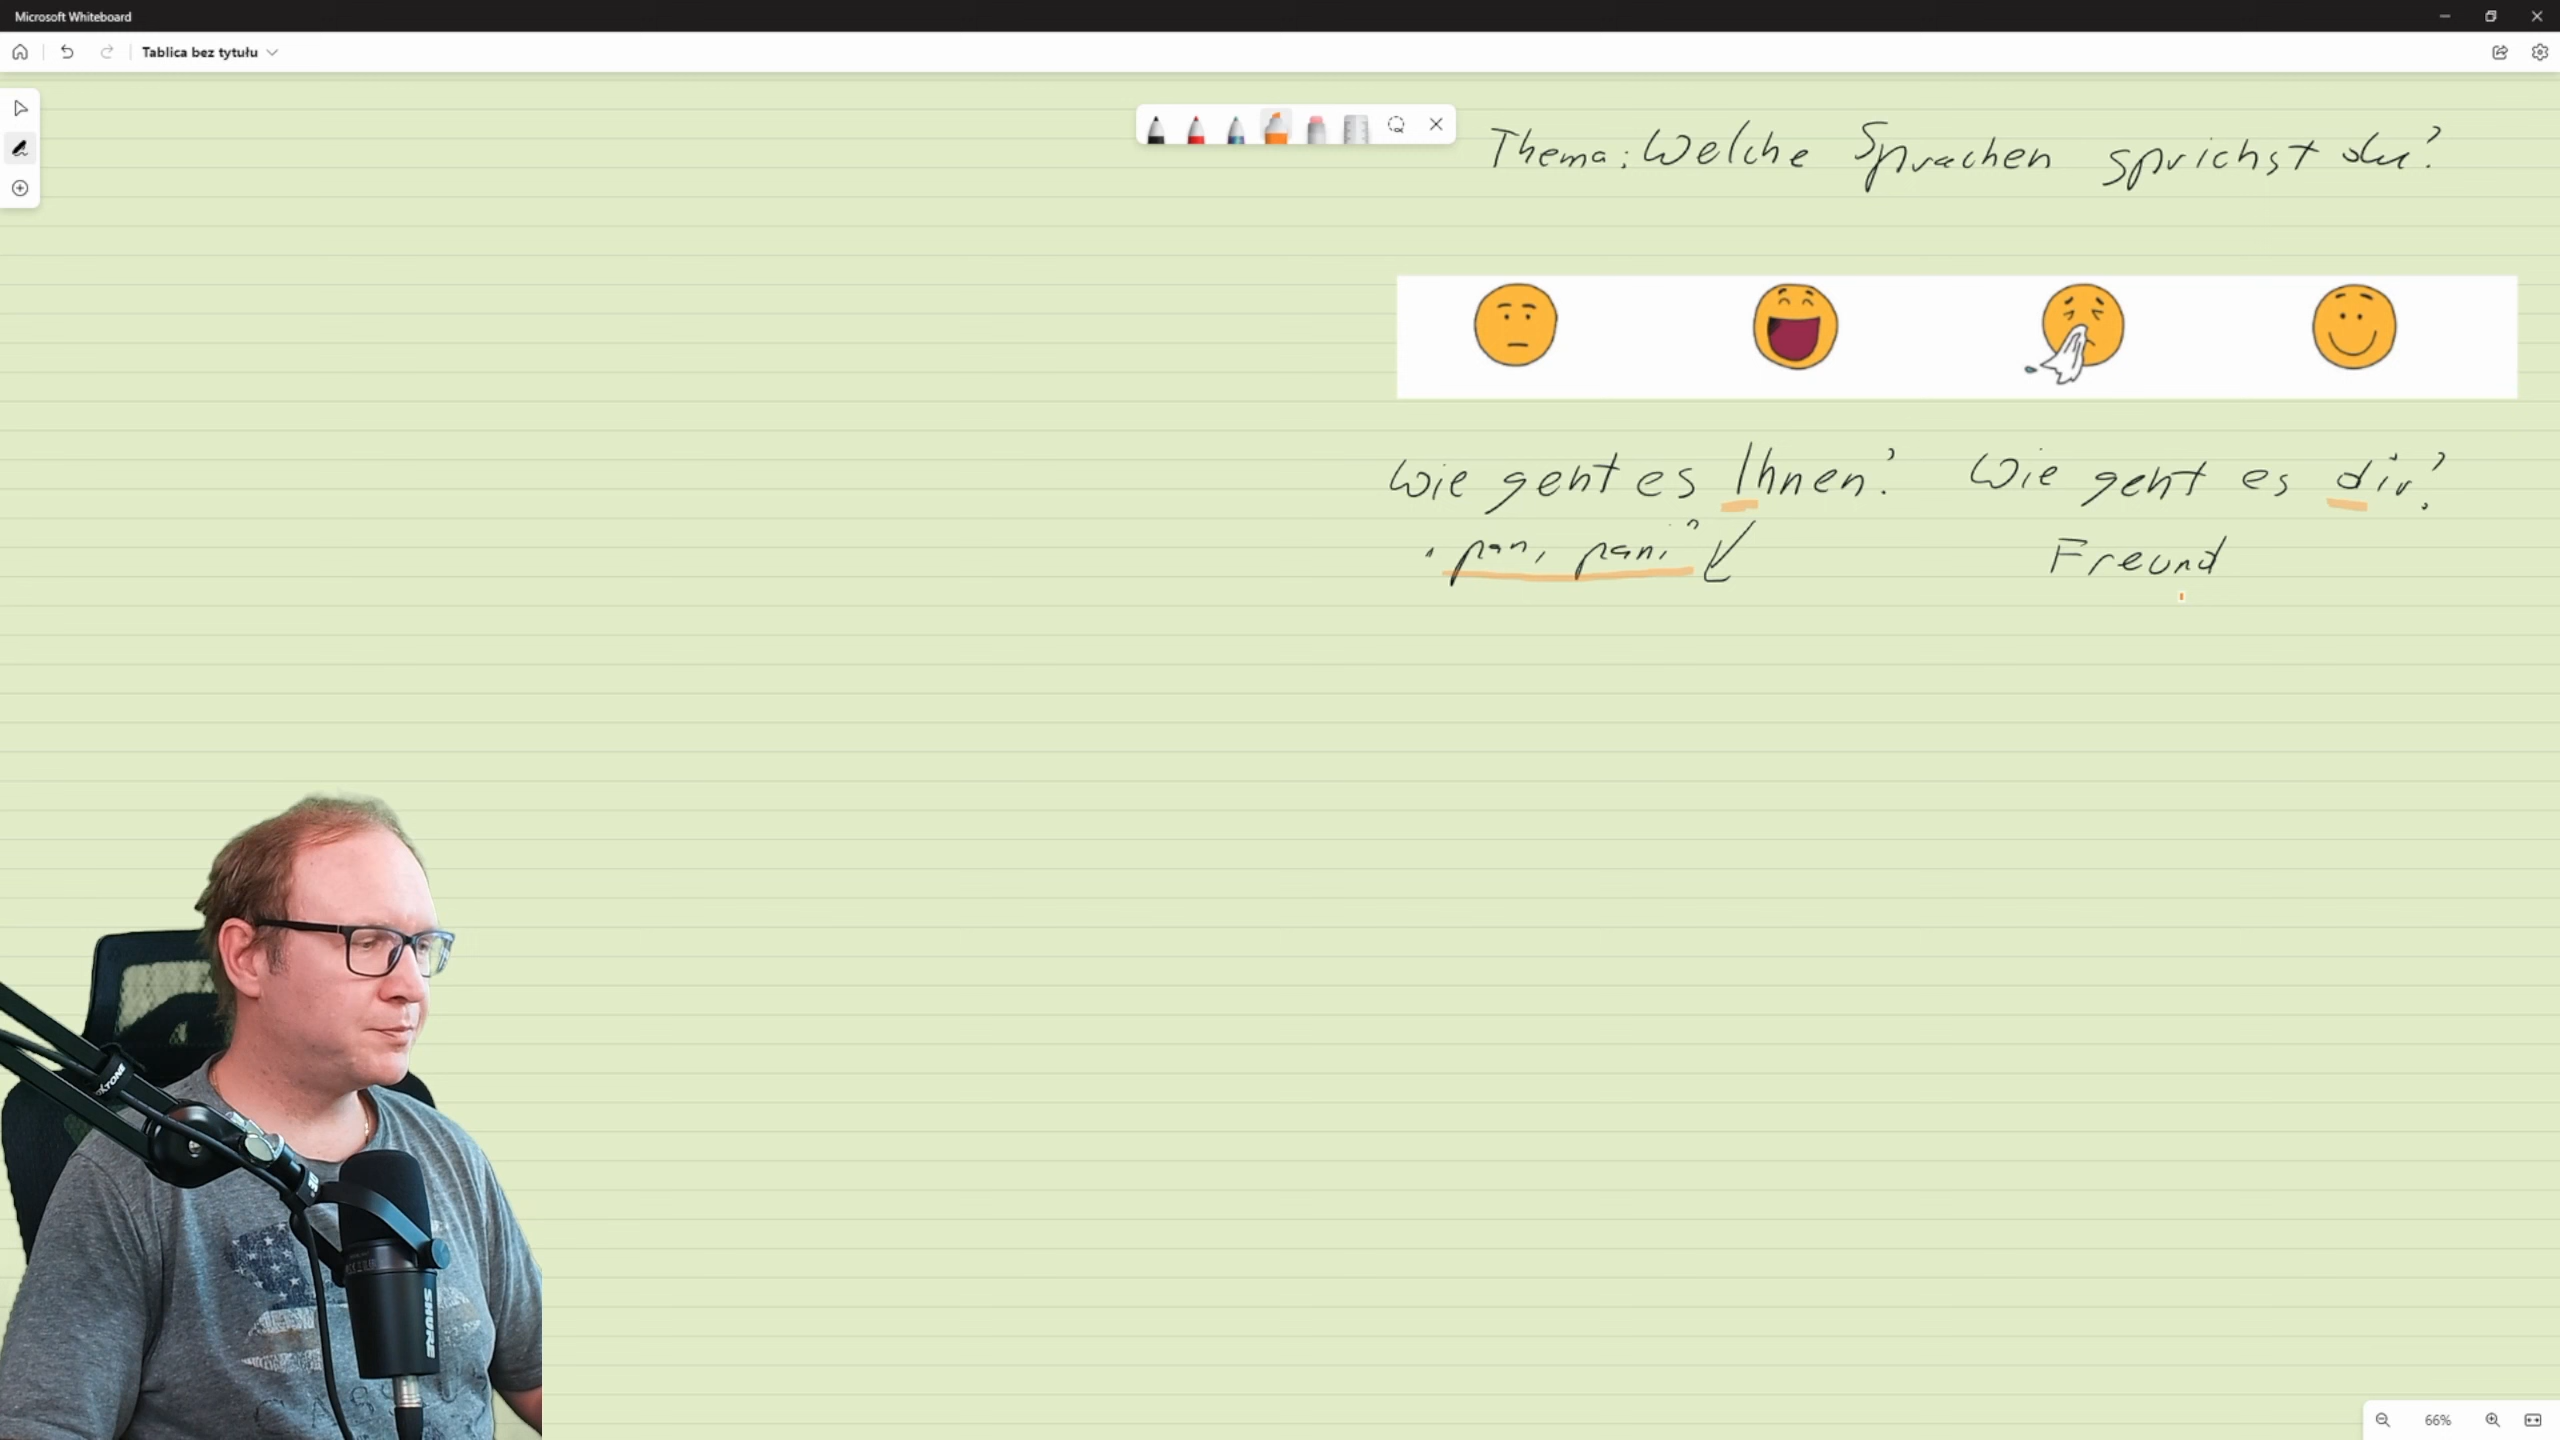 Microsoft Whiteboard
Tablica bez tytułu
Thema: Welche Sprachen sprichst du?
Wie geht es Ihnen? Wie geht es dir?
"pan, pani"
Freund
SHURE
66%